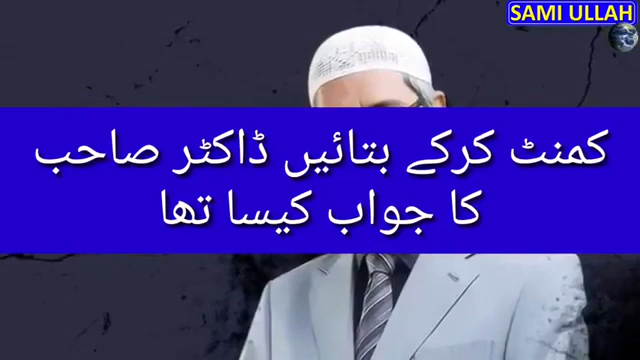 SAMI ULLAH
کمنٹ کرکے بتائیں ڈاکٹر صاحب
کا جواب کیسا تھا